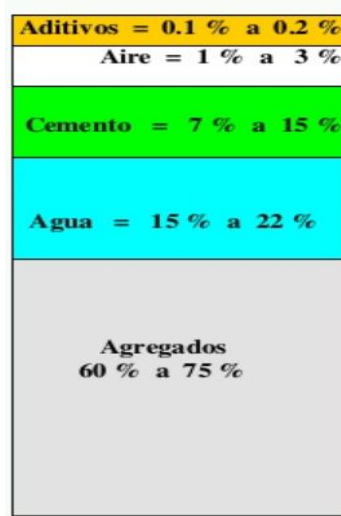 Aditivos = 0.1 % a 0.2 %
Aire = 1 % a 3 %
Cemento = 7 % a 15 %
Agua = 15 % a 22 %
Agregados
60 % a 75 %